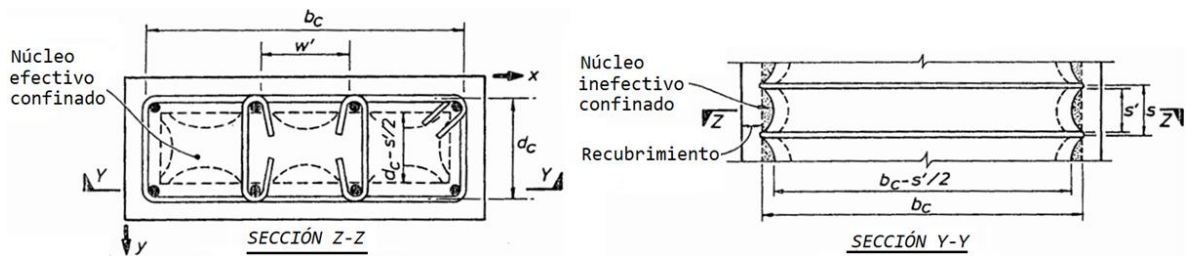 b_c
w'
Núcleo
efectivo
confinado
x
d_c-s'/2
d_c
Y
Y
y
SECCIÓN Z-Z
Núcleo
inefectivo
confinado
Z
s'
s
Z
Recubrimiento
b_c-s'/2
b_c
SECCIÓN Y-Y